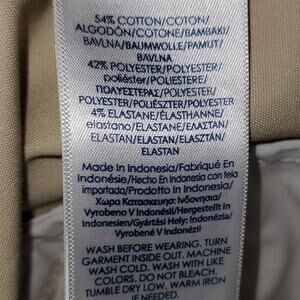 54% COTTON/COTON/
ALGODÓN/COTONE/ΒΑΜΒΑΚΙ/
BAVLNA/BAUMWOLLE/PAMUT/
BAVLNA
42% POLYESTER/POLYESTER/
poliéster/POLIESTERE/
ΠΟΛΥΕΣΤΕΡΑΣ/POLYESTER/
POLYESTER/POLIÉSZTER/POLYESTER
4% ELASTANE/ÉLASTHANNE/
elastano/ELASTANE/ΕΛΑΣΤΑΝ/
ELASTAN/ELASTAN/ELASZTÁN/
ELASTAN
Made In Indonesia/Fabriqué En
Indonésie/Hecho En Indonesia con tela
importada/Prodotto In Indonesia/
Χώρα Κατασκευης: Ινδονησία/
Vyrobeno V Indonésii/Hergestellt In
Indonesien/Gyártási Hely: Indonézia/
Vyrobené V Indonézii
WASH BEFORE WEARING. TURN
GARMENT INSIDE OUT. MACHINE
WASH COLD. WASH WITH LIKE
COLORS. DO NOT BLEACH.
TUMBLE DRY LOW. WARM IRON
IF NEEDED.